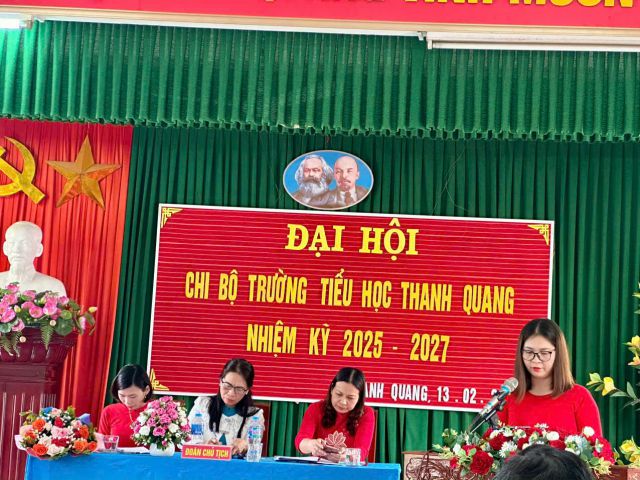 ĐẠI HỘI
CHI BỘ TRƯỜNG TIỂU HỌC THANH QUANG
NHIỆM KỲ 2025 - 2027
QUANG, 13.02.
ĐOÀN CHỦ TỊCH